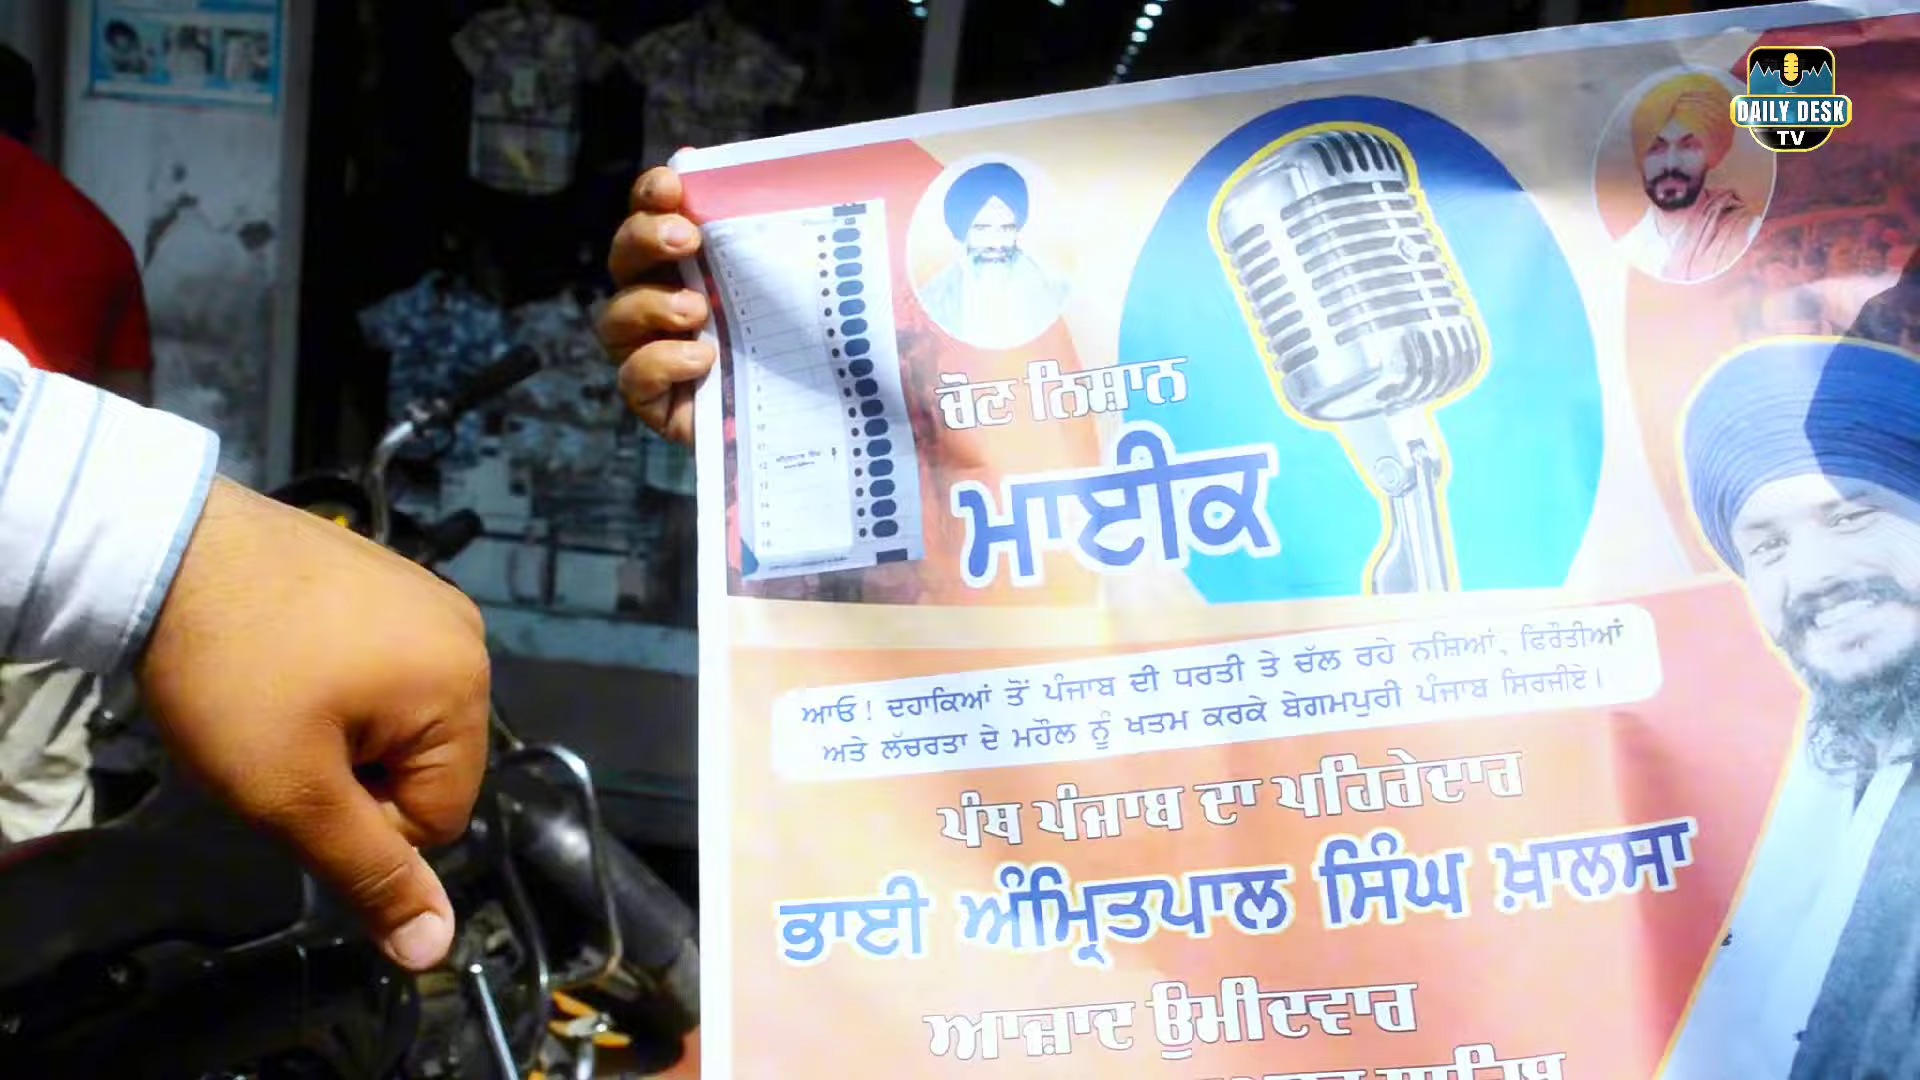 DAILY DESK
TV
ਚੋਣ ਨਿਸ਼ਾਨ
ਮਾਈਕ
ਆਓ! ਦਹਾਕਿਆਂ ਤੋਂ ਪੰਜਾਬ ਦੀ ਧਰਤੀ ਤੇ ਚੱਲ ਰਹੇ ਨਸ਼ਿਆਂ, ਫਿਰੌਤੀਆਂ
ਅਤੇ ਲੱਚਰਤਾ ਦੇ ਮਹੌਲ ਨੂੰ ਖਤਮ ਕਰਕੇ ਬੇਗਮਪੁਰੀ ਪੰਜਾਬ ਸਿਰਜੀਏ।
ਪੰਥ ਪੰਜਾਬ ਦਾ ਪਹਿਰੇਦਾਰ
ਭਾਈ ਅੰਮ੍ਰਿਤਪਾਲ ਸਿੰਘ ਖ਼ਾਲਸਾ
ਆਜ਼ਾਦ ਉਮੀਦਵਾਰ